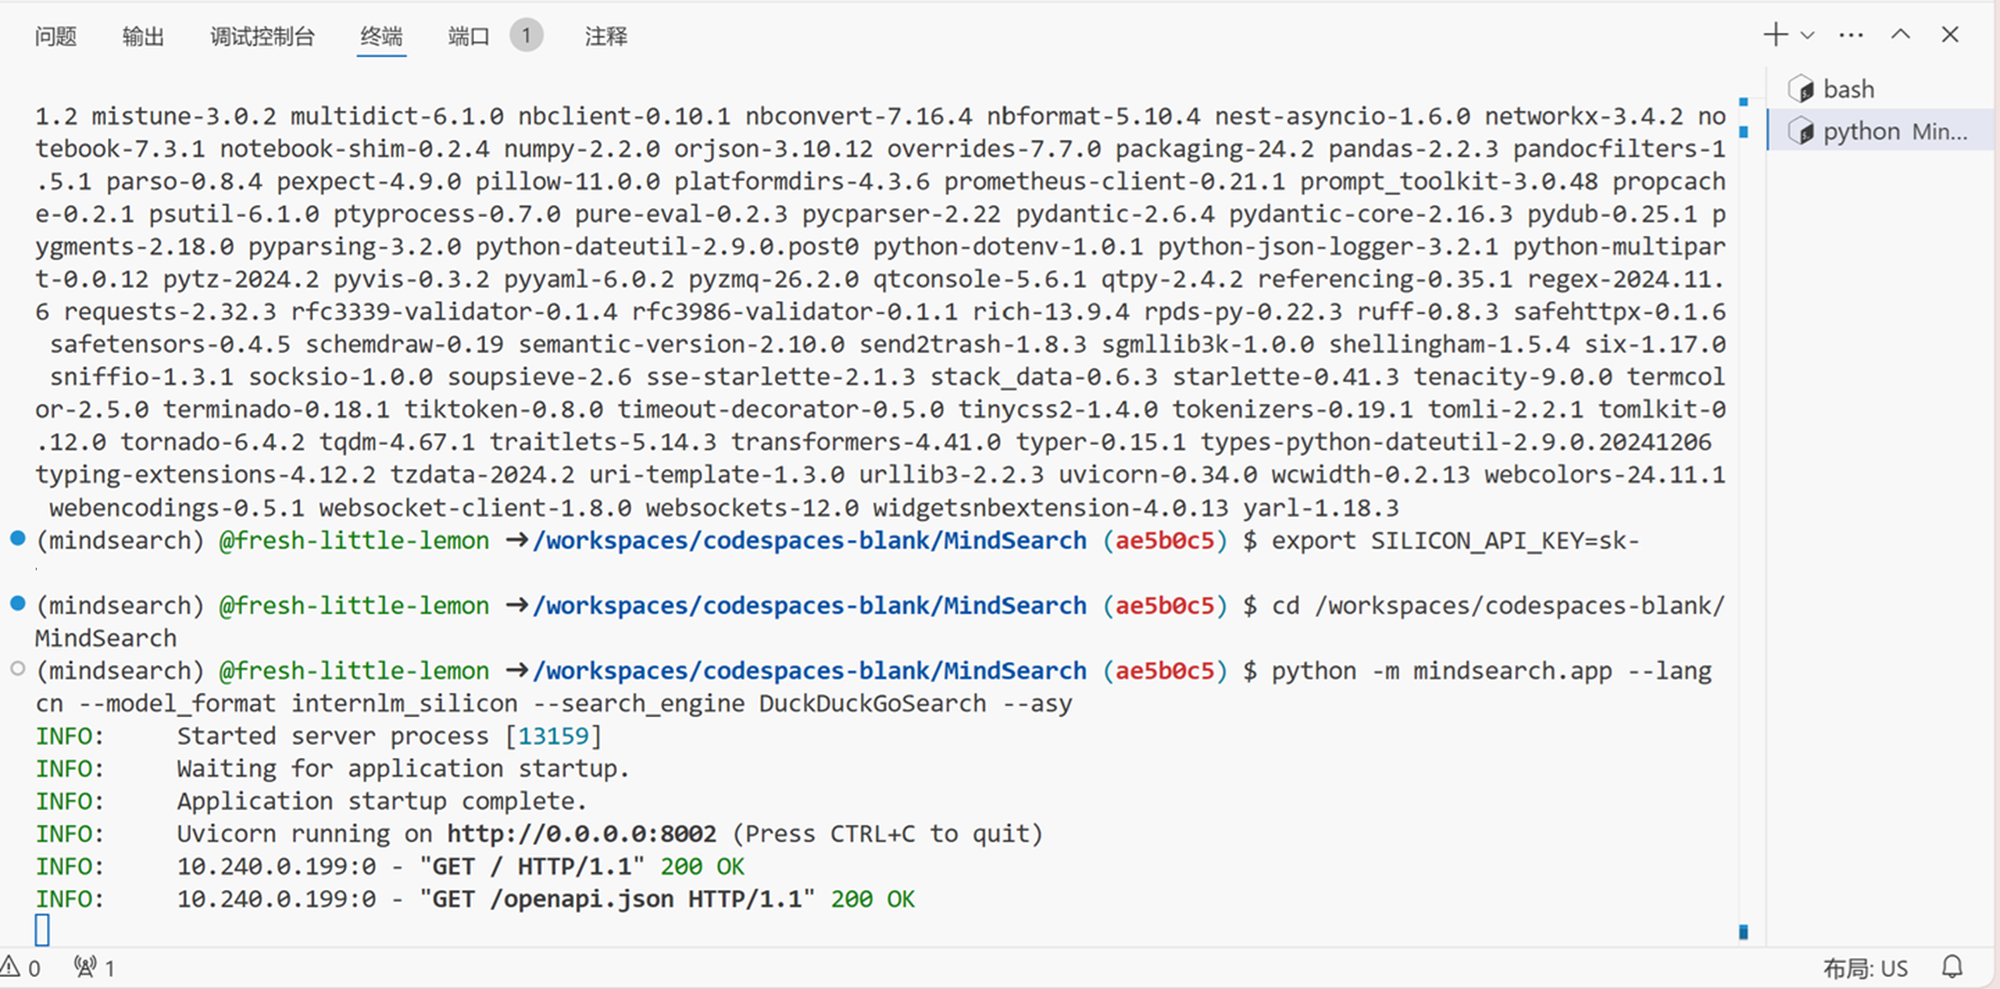 问题 输出 调试控制台 终端 端口 1 注释
1.2 mistune-3.0.2 multidict-6.1.0 nbclient-0.10.1 nbconvert-7.16.4 nbformat-5.10.4 nest-asyncio-1.6.0 networkx-3.4.2 no
tebook-7.3.1 notebook-shim-0.2.4 numpy-2.2.0 orjson-3.10.12 overrides-7.7.0 packaging-24.2 pandas-2.2.3 pandocfilters-1
.5.1 parso-0.8.4 pexpect-4.9.0 pillow-11.0.0 platformdirs-4.3.6 prometheus-client-0.21.1 prompt_toolkit-3.0.48 propcach
e-0.2.1 psutil-6.1.0 ptyprocess-0.7.0 pure-eval-0.2.3 pycparser-2.22 pydantic-2.6.4 pydantic-core-2.16.3 pydub-0.25.1 p
ygments-2.18.0 pyparsing-3.2.0 python-dateutil-2.9.0.post0 python-dotenv-1.0.1 python-json-logger-3.2.1 python-multipar
t-0.0.12 pytz-2024.2 pyvis-0.3.2 pyyaml-6.0.2 pyzmq-26.2.0 qtconsole-5.6.1 qtpy-2.4.2 referencing-0.35.1 regex-2024.11.
6 requests-2.32.3 rfc3339-validator-0.1.4 rfc3986-validator-0.1.1 rich-13.9.4 rpds-py-0.22.3 ruff-0.8.3 safehttpx-0.1.6
safetensors-0.4.5 schemdraw-0.19 semantic-version-2.10.0 send2trash-1.8.3 sgmllib3k-1.0.0 shellingham-1.5.4 six-1.17.0
sniffio-1.3.1 socksio-1.0.0 soupsieve-2.6 sse-starlette-2.1.3 stack_data-0.6.3 starlette-0.41.3 tenacity-9.0.0 termcol
or-2.5.0 terminado-0.18.1 tiktoken-0.8.0 timeout-decorator-0.5.0 tinycss2-1.4.0 tokenizers-0.19.1 tomli-2.2.1 tomlkit-0
.12.0 tornado-6.4.2 tqdm-4.67.1 traitlets-5.14.3 transformers-4.41.0 typer-0.15.1 types-python-dateutil-2.9.0.20241206
typing-extensions-4.12.2 tzdata-2024.2 uri-template-1.3.0 urllib3-2.2.3 uvicorn-0.34.0 wcwidth-0.2.13 webcolors-24.11.1
webencodings-0.5.1 websocket-client-1.8.0 websockets-12.0 widgetsnbextension-4.0.13 yarl-1.18.3
(mindsearch) @fresh-little-lemon ➜/workspaces/codespaces-blank/MindSearch (ae5b0c5) $ export SILICON_API_KEY=sk-
(mindsearch) @fresh-little-lemon ➜/workspaces/codespaces-blank/MindSearch (ae5b0c5) $ cd /workspaces/codespaces-blank/
MindSearch
(mindsearch) @fresh-little-lemon ➜/workspaces/codespaces-blank/MindSearch (ae5b0c5) $ python -m mindsearch.app --lang
cn --model_format internlm_silicon --search_engine DuckDuckGoSearch --asy
INFO: Started server process [13159]
INFO: Waiting for application startup.
INFO: Application startup complete.
INFO: Uvicorn running on http://0.0.0.0:8002 (Press CTRL+C to quit)
INFO: 10.240.0.199:0 - "GET / HTTP/1.1" 200 OK
INFO: 10.240.0.199:0 - "GET /openapi.json HTTP/1.1" 200 OK
bash
python Min...
0 1
布局: US